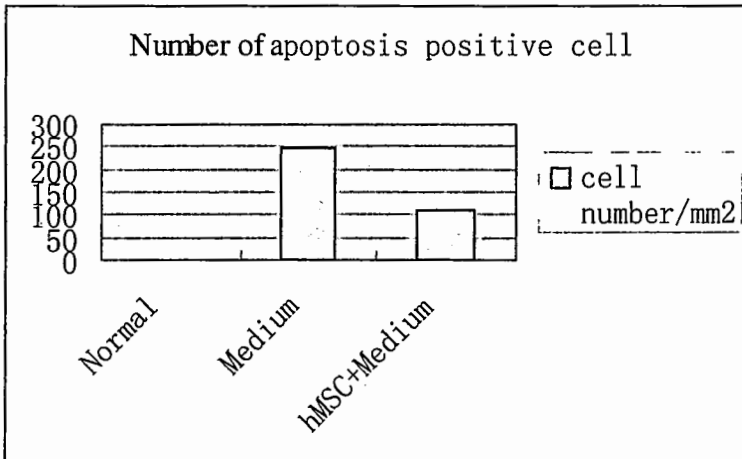 Number of apoptosis positive cell
300
250
200
150
100
50
0
cell
number/mm2
Normal
Medium
hMSC+Medium